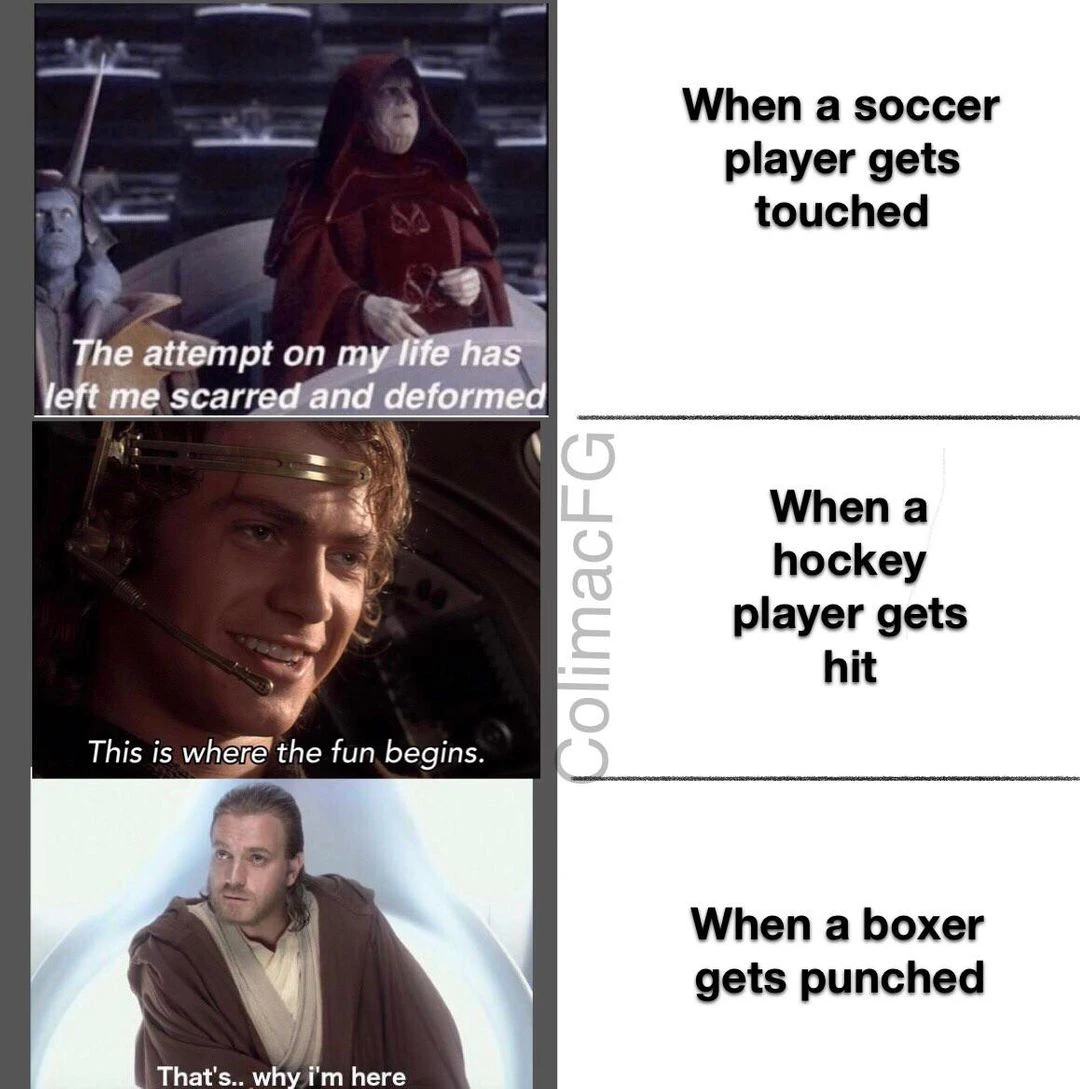 The attempt on my life has
left me scarred and deformed
When a soccer
player gets
touched
This is where the fun begins.
When a
hockey
player gets
hit
That's.. why i'm here
When a boxer
gets punched
ColimacFG